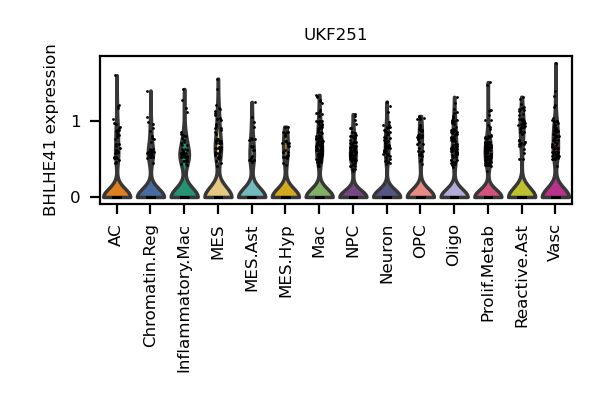 UKF251
BHLHE41 expression
1
0
AC
Chromatin.Reg
Inflammatory.Mac
MES
MES.Ast
MES.Hyp
Mac
NPC
Neuron
OPC
Oligo
Prolif.Metab
Reactive.Ast
Vasc